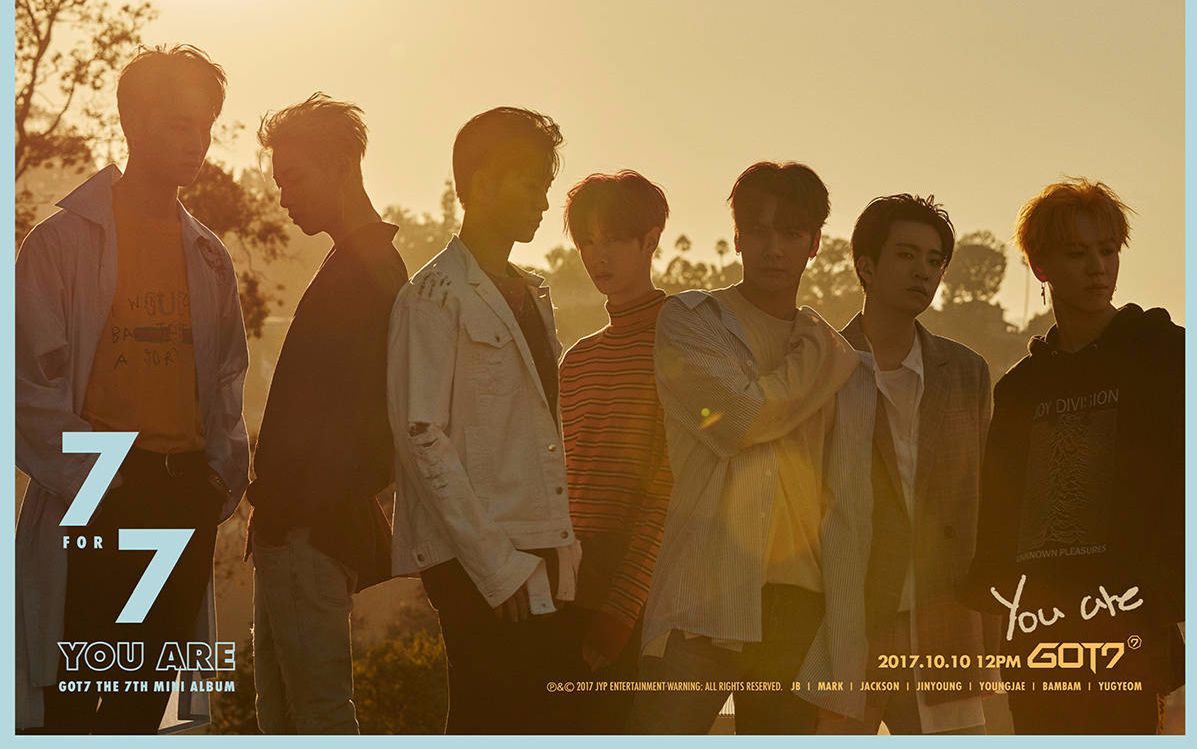 7
FOR
7
YOU ARE
GOT7 THE 7TH MINI ALBUM
JOY DIVISION
UNKNOWN PLEASURES
You are
2017.10.10 12PM GOT7 7
℗&© 2017 JYP ENTERTAINMENT·WARNING: ALL RIGHTS RESERVED. JB | MARK | JACKSON | JINYOUNG | YOUNGJAE | BAMBAM | YUGYEOM